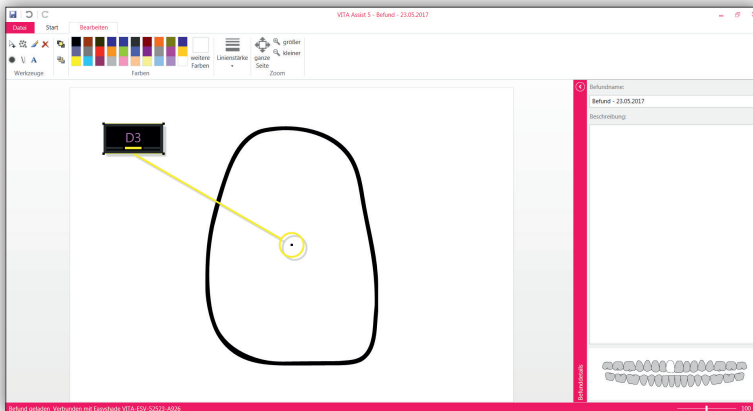 VITA Assist 5 - Befund - 23.05.2017
Datei Start Bearbeiten
größer
kleiner
weitere Farben
Linienstärke
ganze Seite
Werkzeuge Farben Zoom
A
Befundname:
Befund - 23.05.2017
Beschreibung:
D3
Befunddetails
Befund geladen Verbunden mit Easyshade VITA-ESV-52523-A926
100